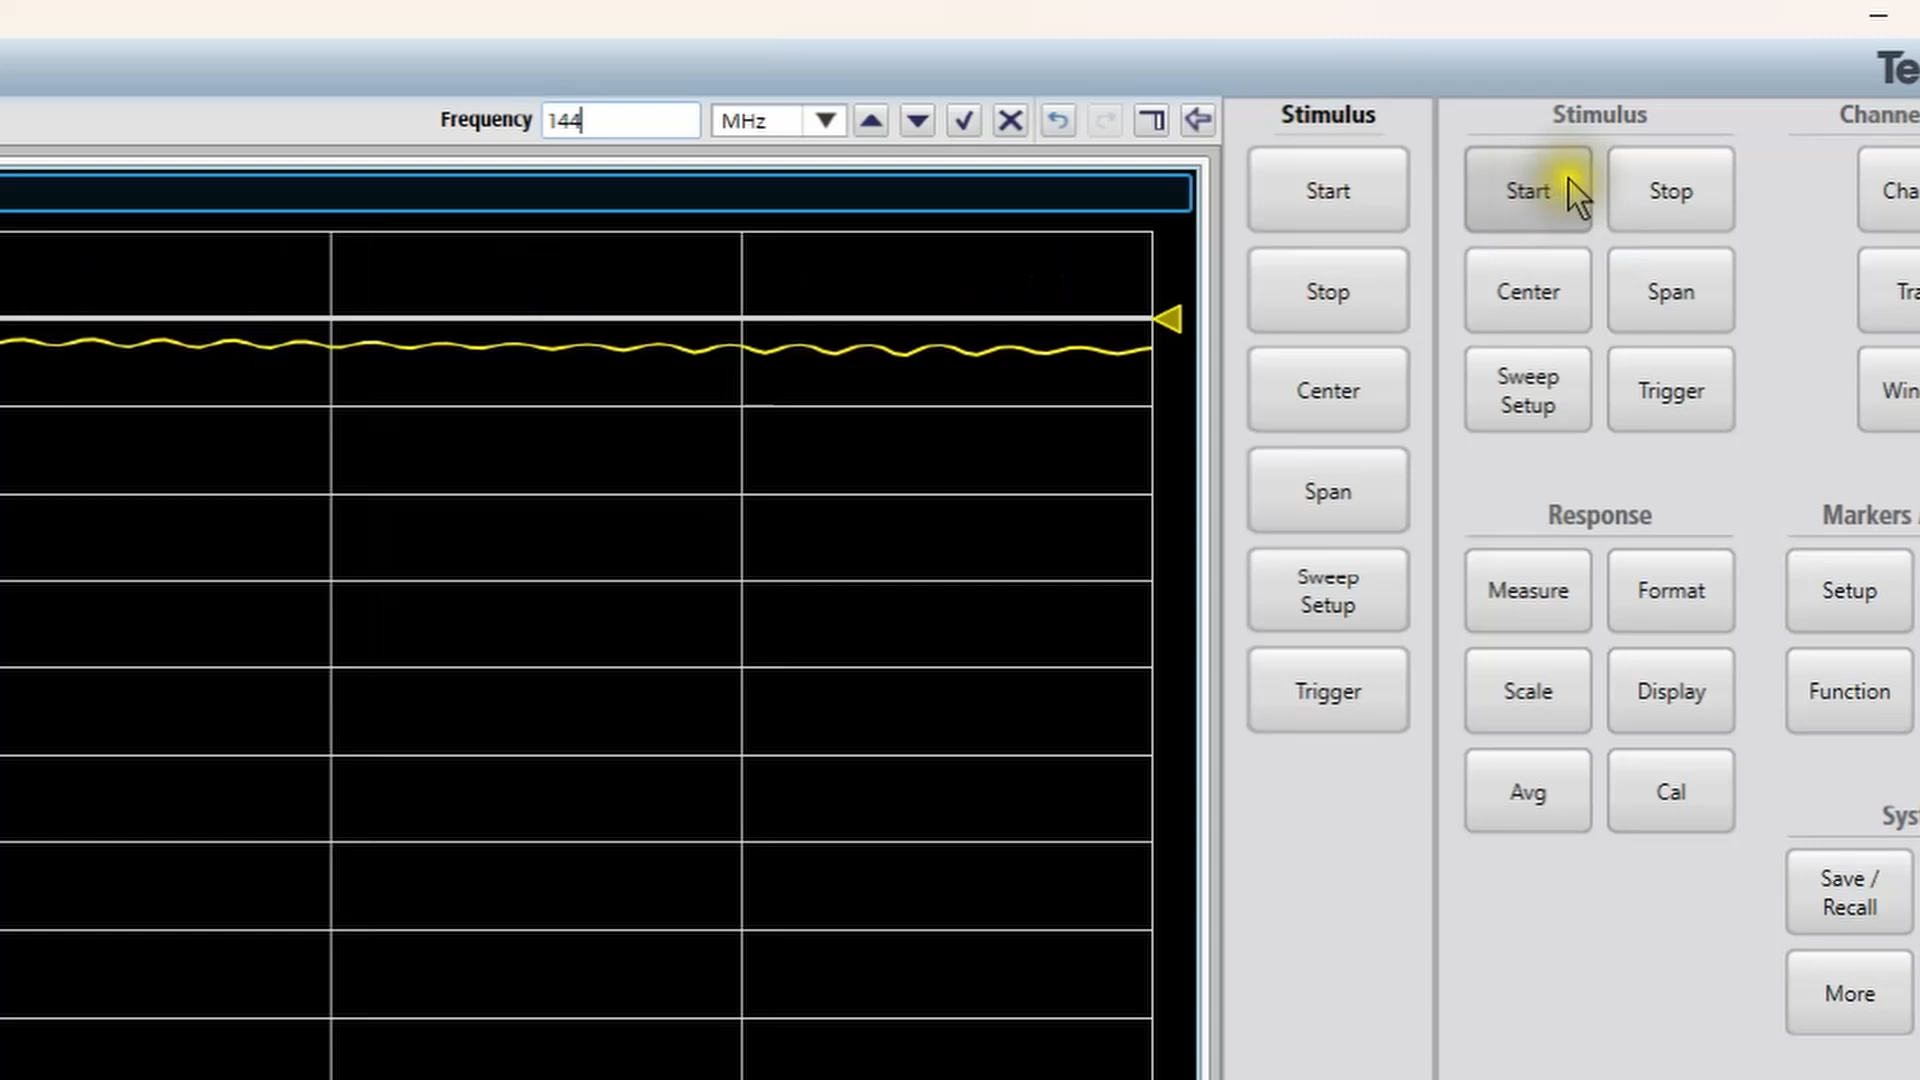 Te
Frequency 144 MHz
Stimulus
Start
Stop
Center
Span
Sweep
Setup
Trigger
Stimulus
Start Stop
Center Span
Sweep
Setup
Trigger
Response
Measure Format
Scale Display
Avg Cal
Channe
Cha
Tra
Win
Markers
Setup
Function
Sys
Save /
Recall
More